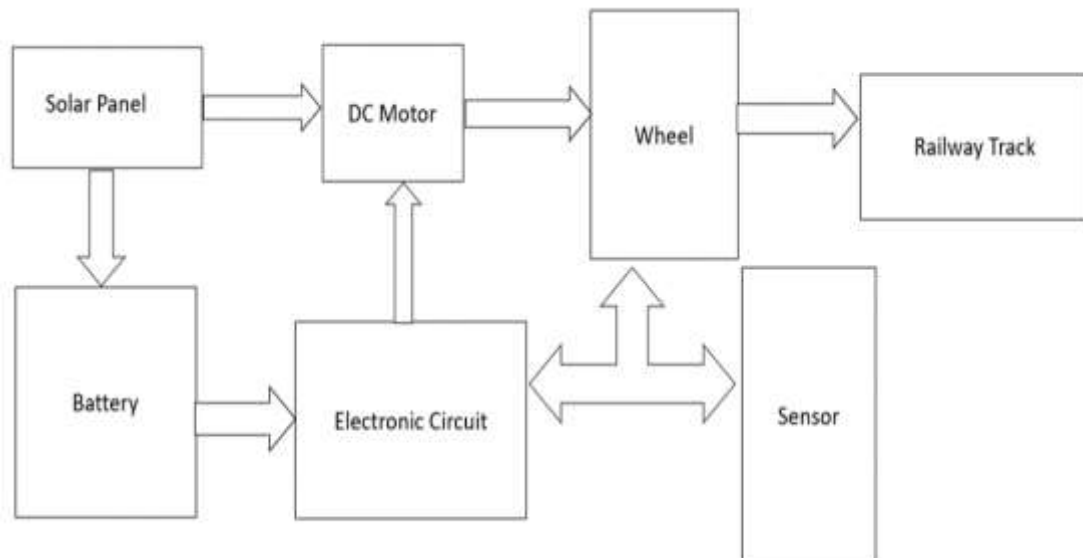 Solar Panel
DC Motor
Wheel
Railway Track
Battery
Electronic Circuit
Sensor